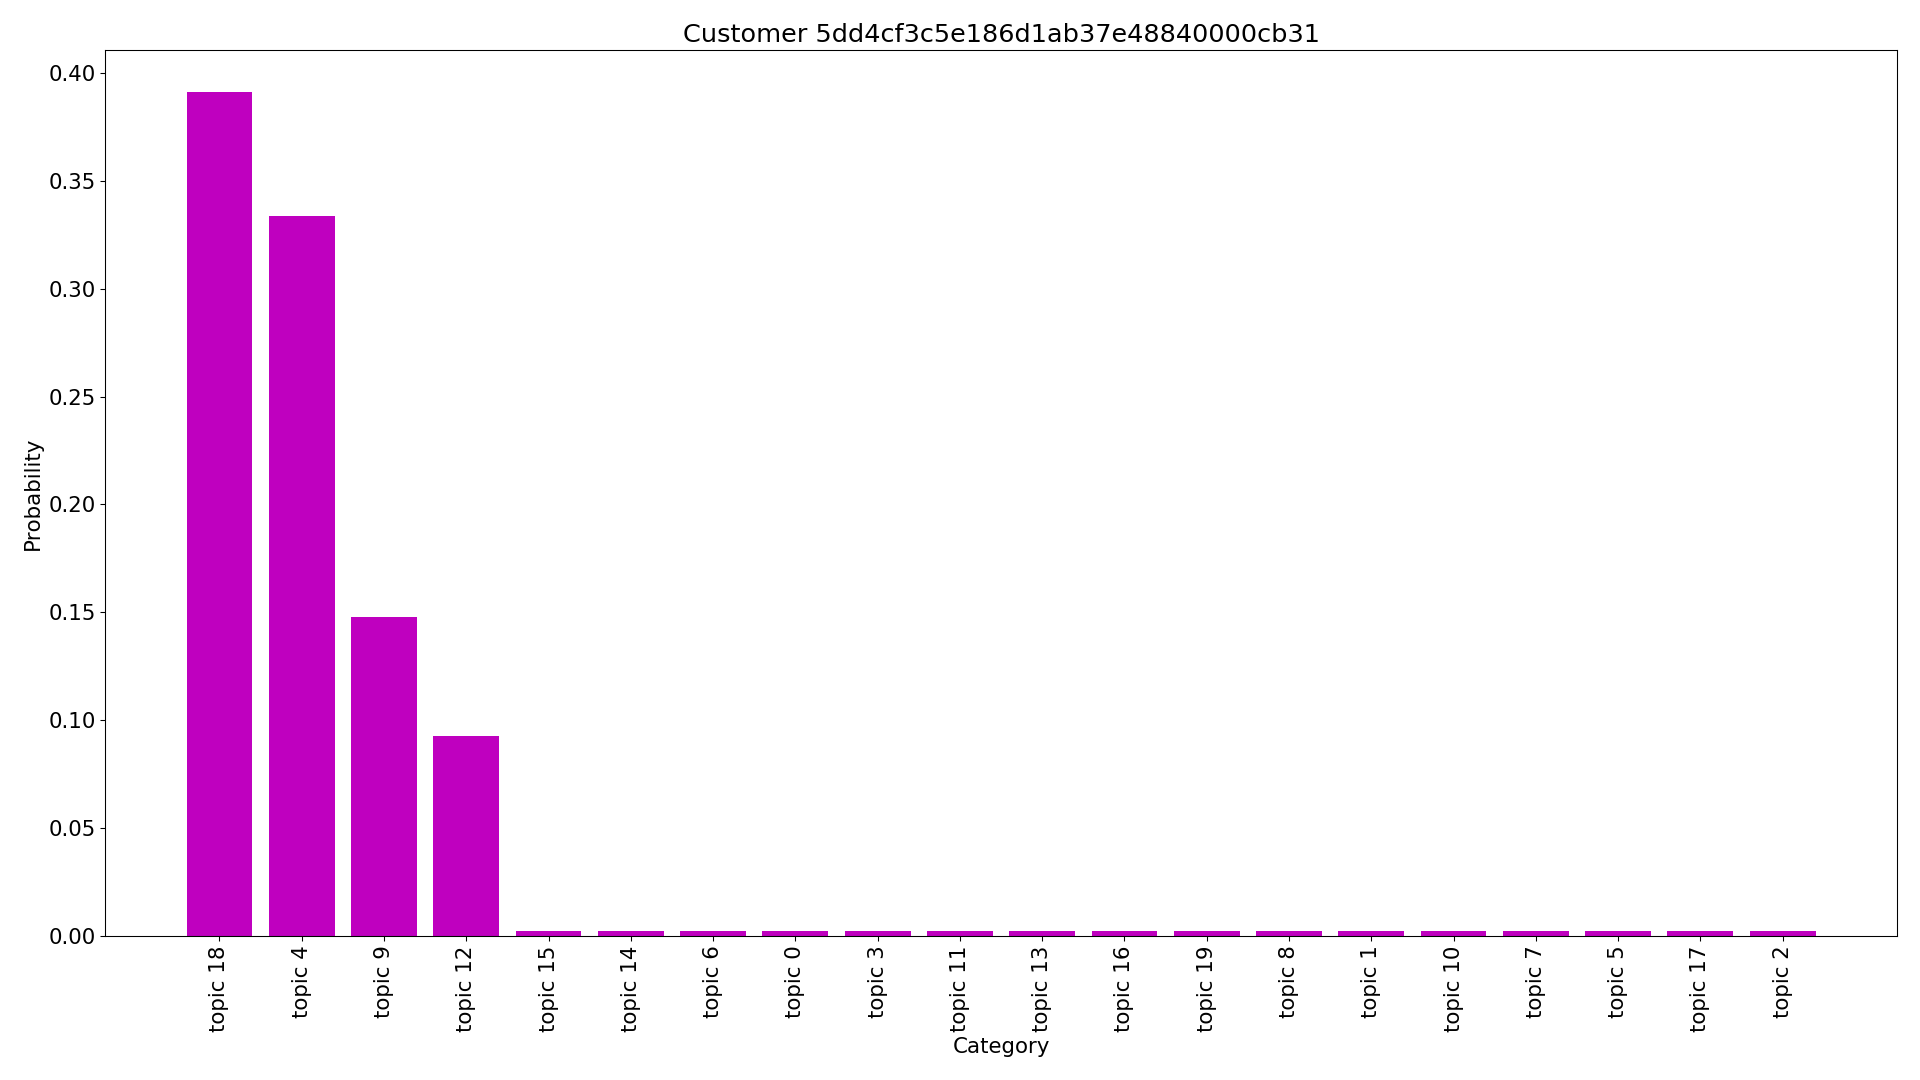 Customer 5dd4cf3c5e186d1ab37e48840000cb31
0.40
0.35
0.30
0.25
0.20
0.15
0.10
0.05
0.00
Probability
topic 18
topic 4
topic 9
topic 12
topic 15
topic 14
topic 6
topic 0
topic 3
topic 11
topic 13
topic 16
topic 19
topic 8
topic 1
topic 10
topic 7
topic 5
topic 17
topic 2
Category